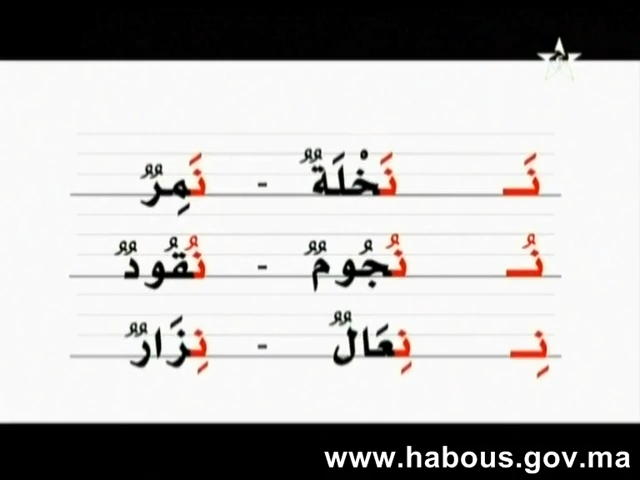 نَـ نَخْلَةٌ - نَمِرٌ
نُـ نُجُومٌ - نُقُودٌ
نِـ نِعَالٌ - نِزَارٌ
www.habous.gov.ma